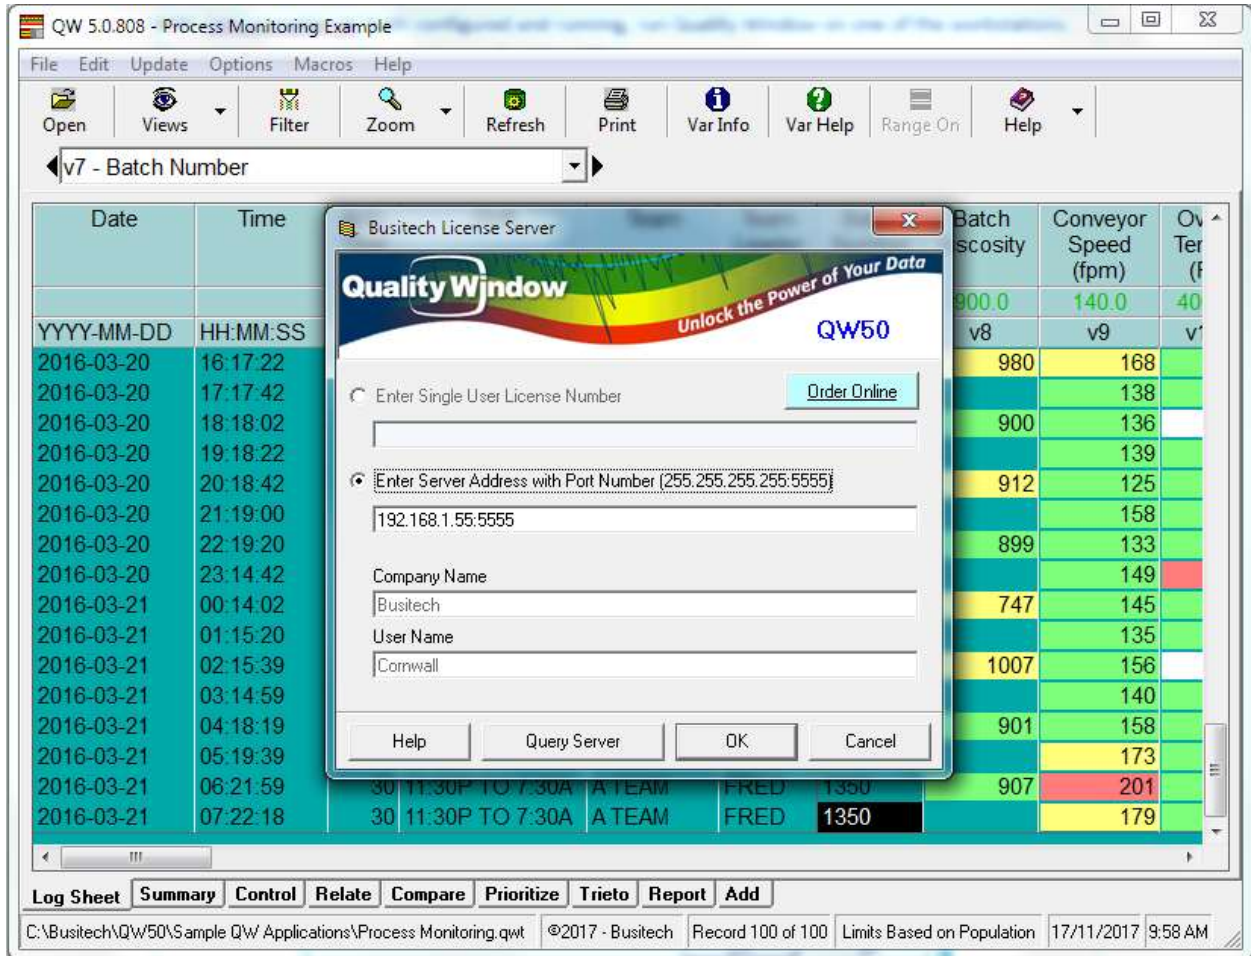 QW 5.0.808 - Process Monitoring Example
File Edit Update Options Macros Help
Open Views Filter Zoom Refresh Print Var Info Var Help Range On Help
v7 - Batch Number
Date Time Batch Conveyor Ov
scosity Speed Ter
(fpm) (F
900.0 140.0 40
YYYY-MM-DD HH:MM:SS v8 v9 v1
2016-03-20 16:17:22 980 168
2016-03-20 17:17:42 138
2016-03-20 18:18:02 900 136
2016-03-20 19:18:22 139
2016-03-20 20:18:42 912 125
2016-03-20 21:19:00 158
2016-03-20 22:19:20 899 133
2016-03-20 23:14:42 149
2016-03-21 00:14:02 747 145
2016-03-21 01:15:20 135
2016-03-21 02:15:39 1007 156
2016-03-21 03:14:59 140
2016-03-21 04:18:19 901 158
2016-03-21 05:19:39 173
2016-03-21 06:21:59 30 11:30P TO 7:30A A TEAM FRED 1350 907 201
2016-03-21 07:22:18 30 11:30P TO 7:30A A TEAM FRED 1350 179
Busitech License Server
Quality Window
Unlock the Power of Your Data
QW50
Enter Single User License Number
Order Online
Enter Server Address with Port Number (255.255.255.255:5555)
192.168.1.55:5555
Company Name
Busitech
User Name
Cornwall
Help Query Server OK Cancel
Log Sheet Summary Control Relate Compare Prioritize Trieto Report Add
C:\Busitech\QW50\Sample QW Applications\Process Monitoring.qwt ©2017 - Busitech Record 100 of 100 Limits Based on Population 17/11/2017 9:58 AM